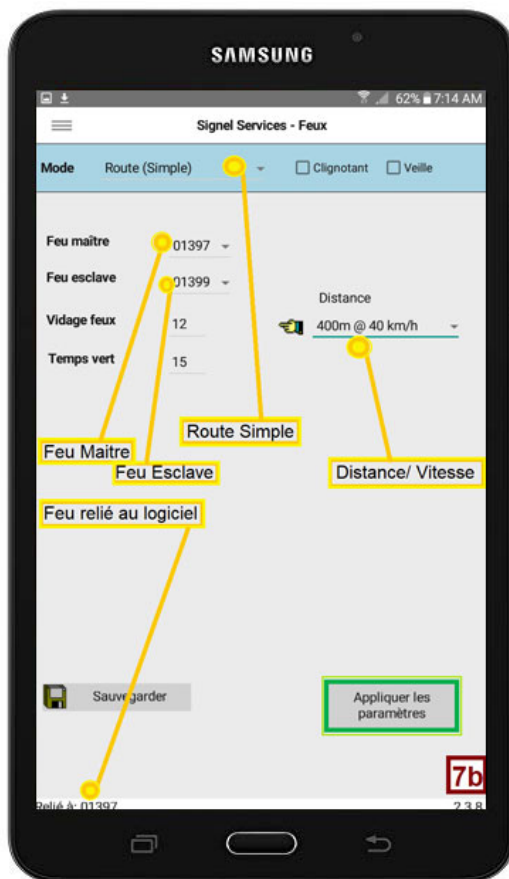 SAMSUNG
62% 7:14 AM
Signel Services - Feux
Mode Route (Simple) Clignotant Veille
Feu maître 01397
Feu esclave 01399
Distance
Vidage feux 12 400m @ 40 km/h
Temps vert 15
Route Simple
Feu Maitre
Feu Esclave Distance/ Vitesse
Feu relié au logiciel
Sauvegarder
Appliquer les
paramètres
7b
Relié à: 01397 2.3.8